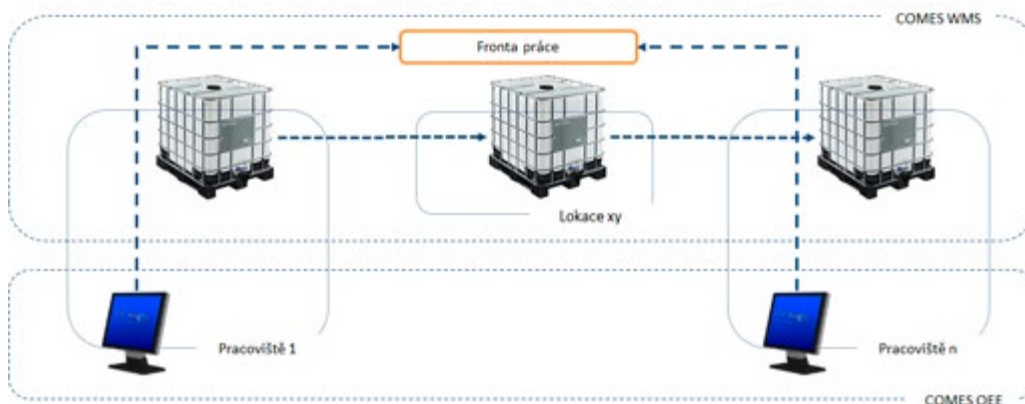 COMES WMS
Fronta práce
Lokace xy
Pracoviště 1
Pracoviště n
COMES OEE